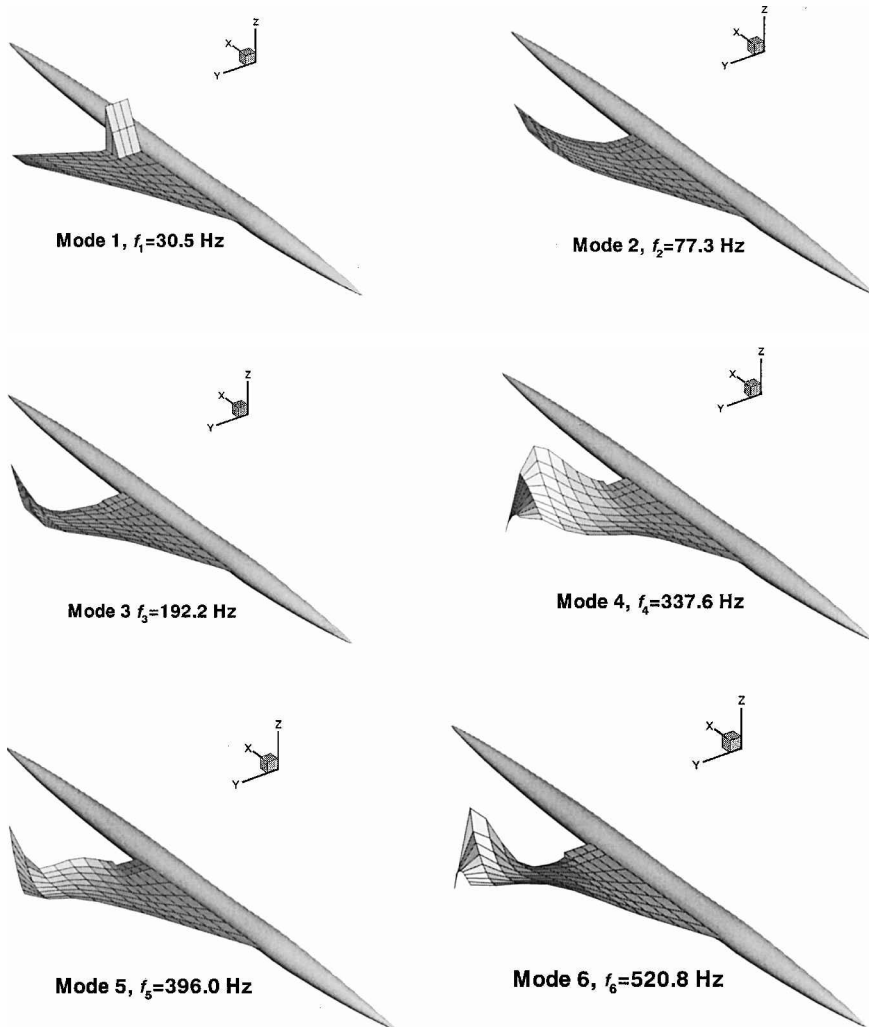 Z
X
Y
Mode 1, f₁=30.5 Hz
Z
X
Y
Mode 2, f₂=77.3 Hz
Z
X
Y
Mode 3 f₃=192.2 Hz
Z
X
Y
Mode 4, f₄=337.6 Hz
Z
X
Y
Mode 5, f₅=396.0 Hz
Z
X
Y
Mode 6, f₆=520.8 Hz